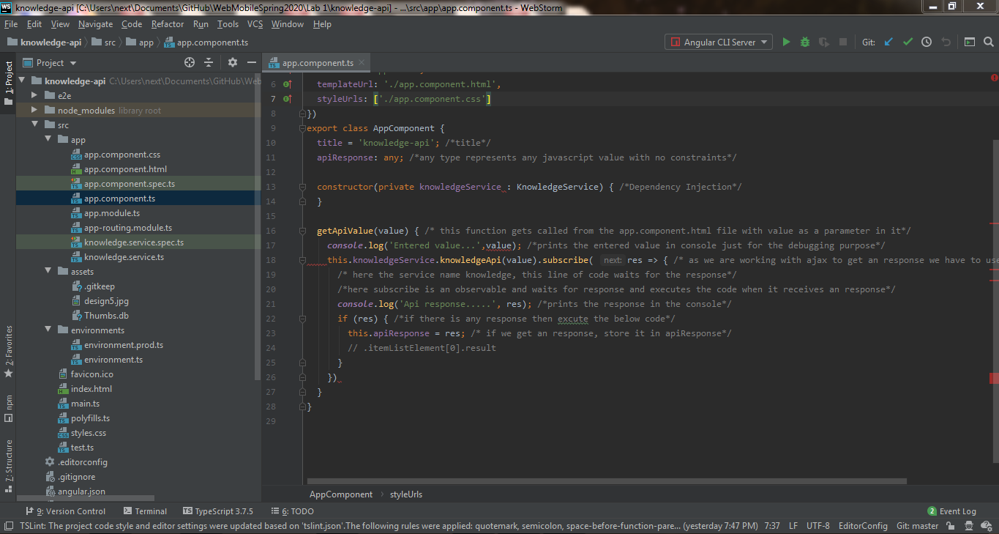 WS knowledge-api [C:\Users\next\Documents\GitHub\WebMobileSpring2020\Lab 1\knowledge-api] - ...\src\app\app.component.ts - WebStorm
File Edit View Navigate Code Refactor Run Tools VCS Window Help
knowledge-api src app app.component.ts Angular CLI Server Git:
1: Project
2: Favorites
npm
7: Structure
Project
knowledge-api C:\Users\next\Documents\GitHub\Web
e2e
node_modules library root
src
app
app.component.css
app.component.html
app.component.spec.ts
app.component.ts
app.module.ts
app-routing.module.ts
knowledge.service.spec.ts
knowledge.service.ts
assets
.gitkeep
design5.jpg
Thumbs.db
environments
environment.prod.ts
environment.ts
favicon.ico
index.html
main.ts
polyfills.ts
styles.css
test.ts
.editorconfig
.gitignore
angular.json
app.component.ts
6 templateUrl: './app.component.html',
7 styleUrls: ['./app.component.css']
8 })
9 export class AppComponent {
10 title = 'knowledge-api'; /*title*/
11 apiResponse: any; /*any type represents any javascript value with no constraints*/
12
13 constructor(private knowledgeService : KnowledgeService) { /*Dependency Injection*/
14 }
15
16 getApiValue(value) { /* this function gets called from the app.component.html file with value as a parameter in it*/
17 console.log('Entered value...',value); /*prints the entered value in console just for the debugging purpose*/
18 this.knowledgeService.knowledgeApi(value).subscribe( next: res => { /* as we are working with ajax to get an response we have to use
19 /* here the service name knowledge, this line of code waits for the response*/
20 /*here subscribe is an observable and waits for response and executes the code when it receives an response*/
21 console.log('Api response.....', res); /*prints the response in the console*/
22 if (res) { /*if there is any response then excute the below code*/
23 this.apiResponse = res; /* if we get an response, store it in apiResponse*/
24 // .itemListElement[0].result
25 }
26 })
27 }
28 }
29
AppComponent styleUrls
9: Version Control Terminal TypeScript 3.7.5 6: TODO 2 Event Log
TSLint: The project code style and editor settings were updated based on 'tslint.json'.The following rules were applied: quotemark, semicolon, space-before-function-pare... (yesterday 7:47 PM) 7:37 LF UTF-8 EditorConfig Git: master